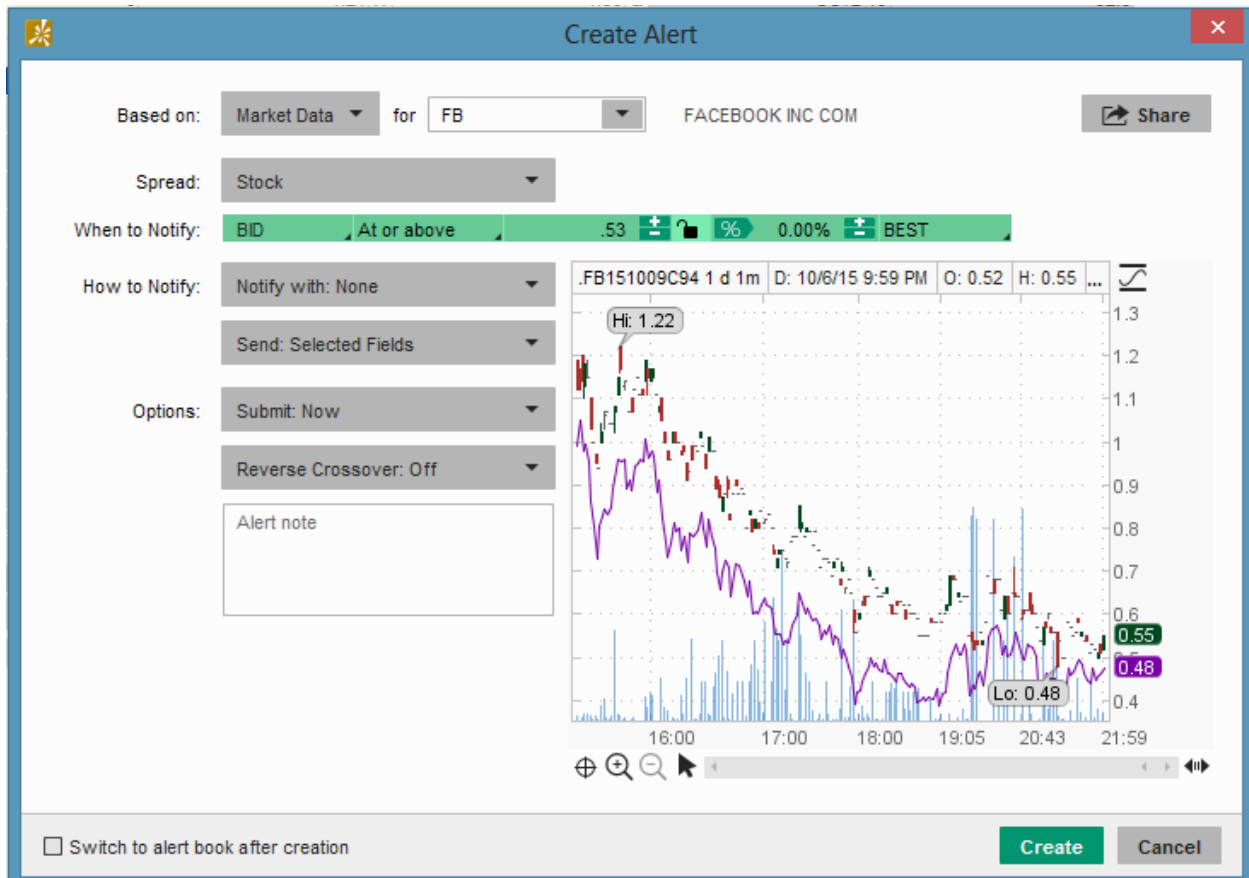 Create Alert
Based on: Market Data for FB FACEBOOK INC COM Share
Spread: Stock
When to Notify: BID At or above .53 % 0.00% BEST
How to Notify: Notify with: None
.FB151009C94 1 d 1m D: 10/6/15 9:59 PM O: 0.52 H: 0.55 ...
Send: Selected Fields
Options: Submit: Now
Reverse Crossover: Off
Alert note
Hi: 1.22
1.3
1.2
1.1
1
0.9
0.8
0.7
0.6
0.55
0.48
Lo: 0.48
0.4
16:00 17:00 18:00 19:05 20:43 21:59
Switch to alert book after creation
Create Cancel